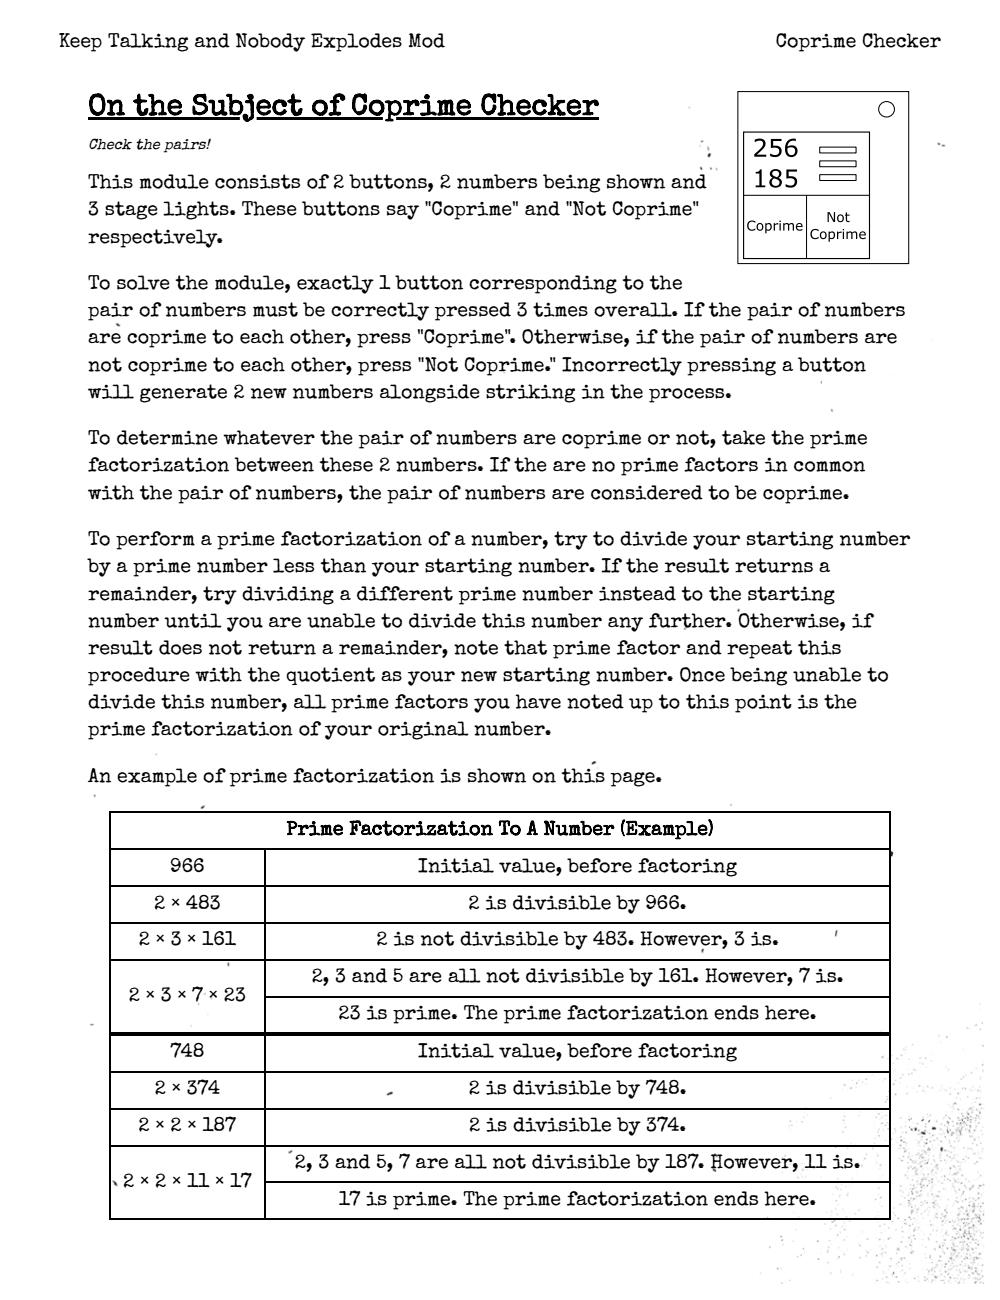 Keep Talking and Nobody Explodes Mod
Coprime Checker
On the Subject of Coprime Checker
Check the pairs!
This module consists of 2 buttons, 2 numbers being shown and
3 stage lights. These buttons say "Coprime" and "Not Coprime"
respectively.
256
185
Coprime
Not
Coprime
To solve the module, exactly 1 button corresponding to the
pair of numbers must be correctly pressed 3 times overall. If the pair of numbers
are coprime to each other, press "Coprime". Otherwise, if the pair of numbers are
not coprime to each other, press "Not Coprime." Incorrectly pressing a button
will generate 2 new numbers alongside striking in the process.
To determine whatever the pair of numbers are coprime or not, take the prime
factorization between these 2 numbers. If the are no prime factors in common
with the pair of numbers, the pair of numbers are considered to be coprime.
To perform a prime factorization of a number, try to divide your starting number
by a prime number less than your starting number. If the result returns a
remainder, try dividing a different prime number instead to the starting
number until you are unable to divide this number any further. Otherwise, if
result does not return a remainder, note that prime factor and repeat this
procedure with the quotient as your new starting number. Once being unable to
divide this number, all prime factors you have noted up to this point is the
prime factorization of your original number.
An example of prime factorization is shown on this page.
Prime Factorization To A Number (Example)
966
Initial value, before factoring
2 × 483
2 is divisible by 966.
2 × 3 × 161
2 is not divisible by 483. However, 3 is.
2 × 3 × 7 × 23
2, 3 and 5 are all not divisible by 161. However, 7 is.
23 is prime. The prime factorization ends here.
748
Initial value, before factoring
2 × 374
2 is divisible by 748.
2 × 2 × 187
2 is divisible by 374.
2 × 2 × 11 × 17
2, 3 and 5, 7 are all not divisible by 187. However, 11 is.
17 is prime. The prime factorization ends here.